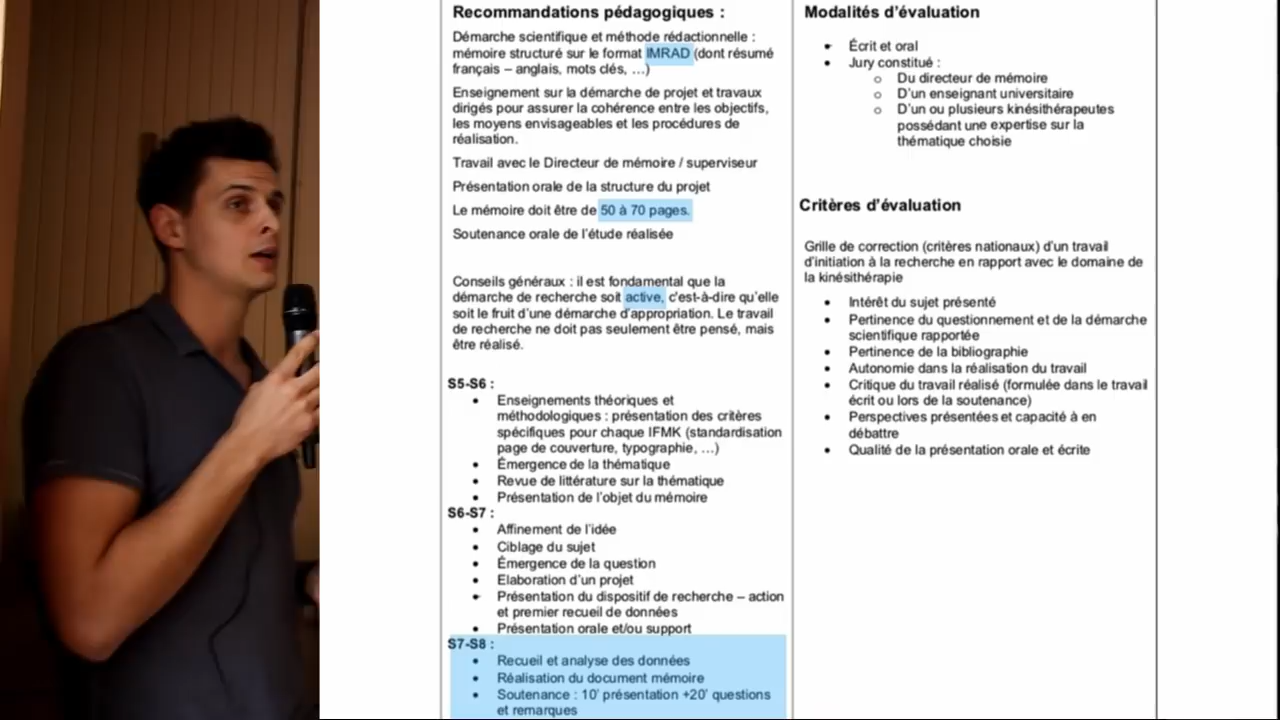 Recommandations pédagogiques :
Démarche scientifique et méthode rédactionnelle :
mémoire structuré sur le format IMRAD (dont résumé
français – anglais, mots clés, …)
Enseignement sur la démarche de projet et travaux
dirigés pour assurer la cohérence entre les objectifs,
les moyens envisageables et les procédures de
réalisation.
Travail avec le Directeur de mémoire / superviseur
Présentation orale de la structure du projet
Le mémoire doit être de 50 à 70 pages.
Soutenance orale de l'étude réalisée
Conseils généraux : il est fondamental que la
démarche de recherche soit active, c'est-à-dire qu'elle
soit le fruit d'une démarche d'appropriation. Le travail
de recherche ne doit pas seulement être pensé, mais
être réalisé.
S5-S6 :
• Enseignements théoriques et
méthodologiques : présentation des critères
spécifiques pour chaque IFMK (standardisation
page de couverture, typographie, …)
• Émergence de la thématique
• Revue de littérature sur la thématique
• Présentation de l'objet du mémoire
S6-S7 :
• Affinement de l'idée
• Ciblage du sujet
• Émergence de la question
• Elaboration d'un projet
• Présentation du dispositif de recherche – action
et premier recueil de données
• Présentation orale et/ou support
S7-S8 :
• Recueil et analyse des données
• Réalisation du document mémoire
• Soutenance : 10' présentation +20' questions
et remarques
Modalités d'évaluation
• Écrit et oral
• Jury constitué :
o Du directeur de mémoire
o D'un enseignant universitaire
o D'un ou plusieurs kinésithérapeutes
possédant une expertise sur la
thématique choisie
Critères d'évaluation
Grille de correction (critères nationaux) d'un travail
d'initiation à la recherche en rapport avec le domaine de
la kinésithérapie
• Intérêt du sujet présenté
• Pertinence du questionnement et de la démarche
scientifique rapportée
• Pertinence de la bibliographie
• Autonomie dans la réalisation du travail
• Critique du travail réalisé (formulée dans le travail
écrit ou lors de la soutenance)
• Perspectives présentées et capacité à en
débattre
• Qualité de la présentation orale et écrite